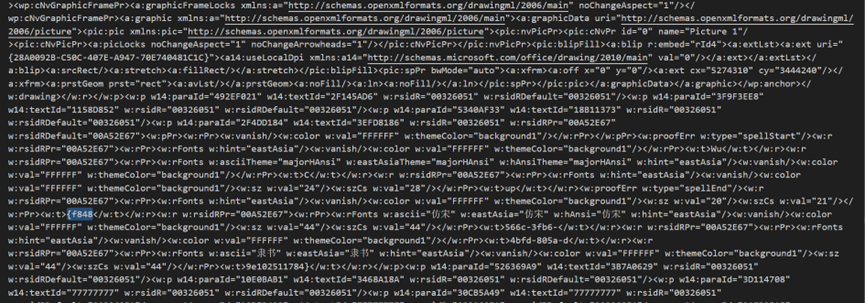 >wp:cNvGraphicFramePr><a:graphicFrameLocks xmlns:a="http://schemas.openxmlformats.org/drawingml/2006/main" noChangeAspect="1"/></
wp:cNvGraphicFramePr><a:graphic xmlns:a="http://schemas.openxmlformats.org/drawingml/2006/main"><a:graphicData uri="http://schemas.openxmlformats.org/drawingml/
2006/picture"><pic:pic xmlns:pic="http://schemas.openxmlformats.org/drawingml/2006/picture"><pic:nvPicPr><pic:cNvPr id="0" name="Picture 1"/
><pic:cNvPicPr><a:picLocks noChangeAspect="1" noChangeArrowheads="1"/></pic:cNvPicPr></pic:nvPicPr><pic:blipFill><a:blip r:embed="rId4"><a:extLst><a:ext uri="
{28A0092B-C50C-407E-A947-70E740481C1C}"><a14:useLocalDpi xmlns:a14="http://schemas.microsoft.com/office/drawing/2010/main" val="0"/></a:ext></a:extLst></
a:blip><a:srcRect/><a:stretch><a:fillRect/></a:stretch></pic:blipFill><pic:spPr bwMode="auto"><a:xfrm><a:off x="0" y="0"/><a:ext cx="5274310" cy="3444240"/></
a:xfrm><a:prstGeom prst="rect"><a:avLst/></a:prstGeom><a:noFill/><a:ln><a:noFill/></a:ln></pic:spPr></pic:pic></a:graphicData></a:graphic></wp:anchor></
w:drawing></w:r></w:p><w:p w14:paraId="492EF021" w14:textId="2F145AD6" w:rsidR="00326051" w:rsidRDefault="00326051"/><w:p w14:paraId="3F9F3EE8"
w14:textId="1158D852" w:rsidR="00326051" w:rsidRDefault="00326051"/><w:p w14:paraId="5340AF33" w14:textId="18B11373" w:rsidR="00326051"
w:rsidRDefault="00326051"/><w:p w14:paraId="2F4DD184" w14:textId="3EFD8186" w:rsidR="00326051" w:rsidRPr="00A52E67"
w:rsidRDefault="00A52E67"><w:pPr><w:rPr><w:vanish/><w:color w:val="FFFFFF" w:themeColor="background1"/></w:rPr></w:pPr><w:proofErr w:type="spellStart"/><w:r
w:rsidRPr="00A52E67"><w:rPr><w:rFonts w:hint="eastAsia"/><w:vanish/><w:color w:val="FFFFFF" w:themeColor="background1"/></w:rPr><w:t>Wu</w:t></w:r><w:r
w:rsidRPr="00A52E67"><w:rPr><w:rFonts w:asciiTheme="majorHAnsi" w:eastAsiaTheme="majorHAnsi" w:hAnsiTheme="majorHAnsi" w:hint="eastAsia"/><w:vanish/><w:color
w:val="FFFFFF" w:themeColor="background1"/></w:rPr><w:t>C</w:t></w:r><w:r w:rsidRPr="00A52E67"><w:rPr><w:rFonts w:hint="eastAsia"/><w:vanish/><w:color
w:val="FFFFFF" w:themeColor="background1"/><w:sz w:val="24"/><w:szCs w:val="28"/></w:rPr><w:t>up</w:t></w:r><w:proofErr w:type="spellEnd"/><w:r
w:rsidRPr="00A52E67"><w:rPr><w:rFonts w:hint="eastAsia"/><w:vanish/><w:color w:val="FFFFFF" w:themeColor="background1"/><w:sz w:val="20"/><w:szCs w:val="21"/></
w:rPr><w:t>{f848</w:t></w:r><w:r w:rsidRPr="00A52E67"><w:rPr><w:rFonts w:ascii="仿宋" w:eastAsia="仿宋" w:hAnsi="仿宋" w:hint="eastAsia"/><w:vanish/><w:color
w:val="FFFFFF" w:themeColor="background1"/><w:sz w:val="44"/><w:szCs w:val="44"/></w:rPr><w:t>566c-3fb6-</w:t></w:r><w:r w:rsidRPr="00A52E67"><w:rPr><w:rFonts
w:hint="eastAsia"/><w:vanish/><w:color w:val="FFFFFF" w:themeColor="background1"/></w:rPr><w:t>4bfd-805a-d</w:t></w:r><w:r
w:rsidRPr="00A52E67"><w:rPr><w:rFonts w:ascii="隶书" w:eastAsia="隶书" w:hint="eastAsia"/><w:vanish/><w:color w:val="FFFFFF" w:themeColor="background1"/><w:sz
w:val="44"/><w:szCs w:val="44"/></w:rPr><w:t>9e102511784}</w:t></w:r></w:p><w:p w14:paraId="526369A9" w14:textId="3B7A0629" w:rsidR="00326051"
w:rsidRDefault="00326051"/><w:p w14:paraId="10E0BAB1" w14:textId="3468A18A" w:rsidR="00326051" w:rsidRDefault="00326051"/><w:p w14:paraId="3D114708"
w14:textId="77777777" w:rsidR="00326051" w:rsidRDefault="00326051"/><w:p w14:paraId="30CB5A90" w14:textId="77777777" w:rsidR="00326051"